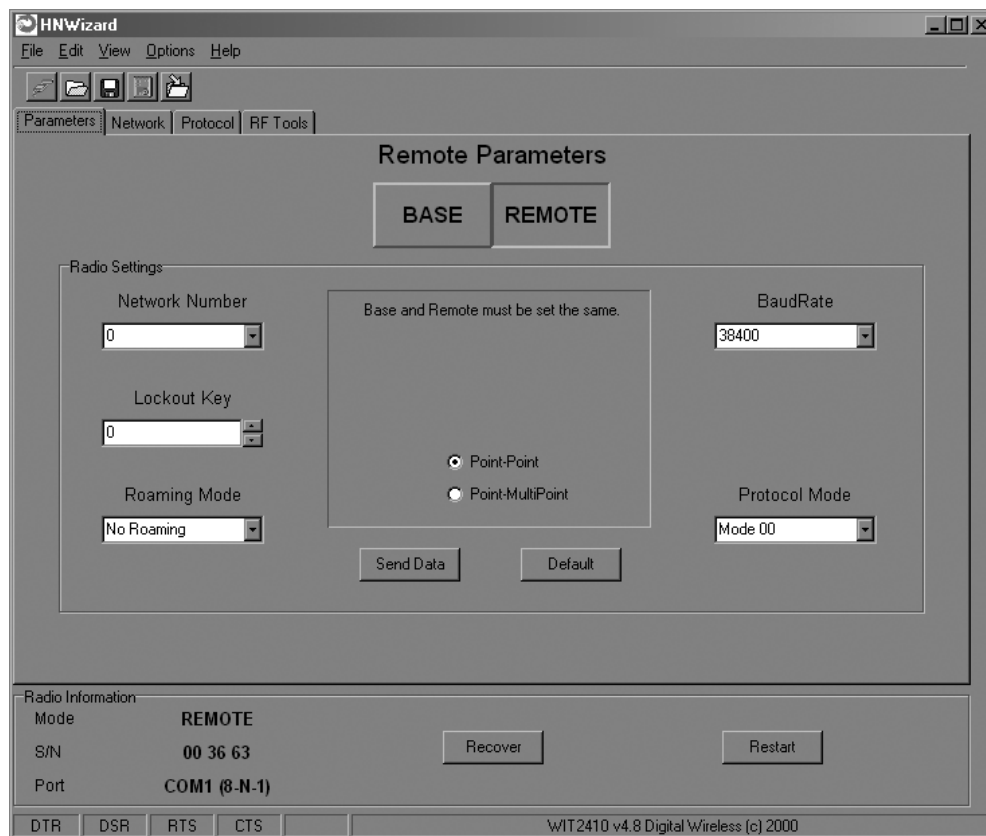 HNWizard
File Edit View Options Help
Parameters Network Protocol RF Tools
Remote Parameters
BASE REMOTE
Radio Settings
Network Number
0
Lockout Key
0
Roaming Mode
No Roaming
Base and Remote must be set the same.
Point-Point
Point-MultiPoint
Send Data Default
BaudRate
38400
Protocol Mode
Mode 00
Radio Information
Mode REMOTE
S/N 00 36 63
Port COM1 (8-N-1)
Recover Restart
DTR DSR RTS CTS WIT2410 v4.8 Digital Wireless (c) 2000